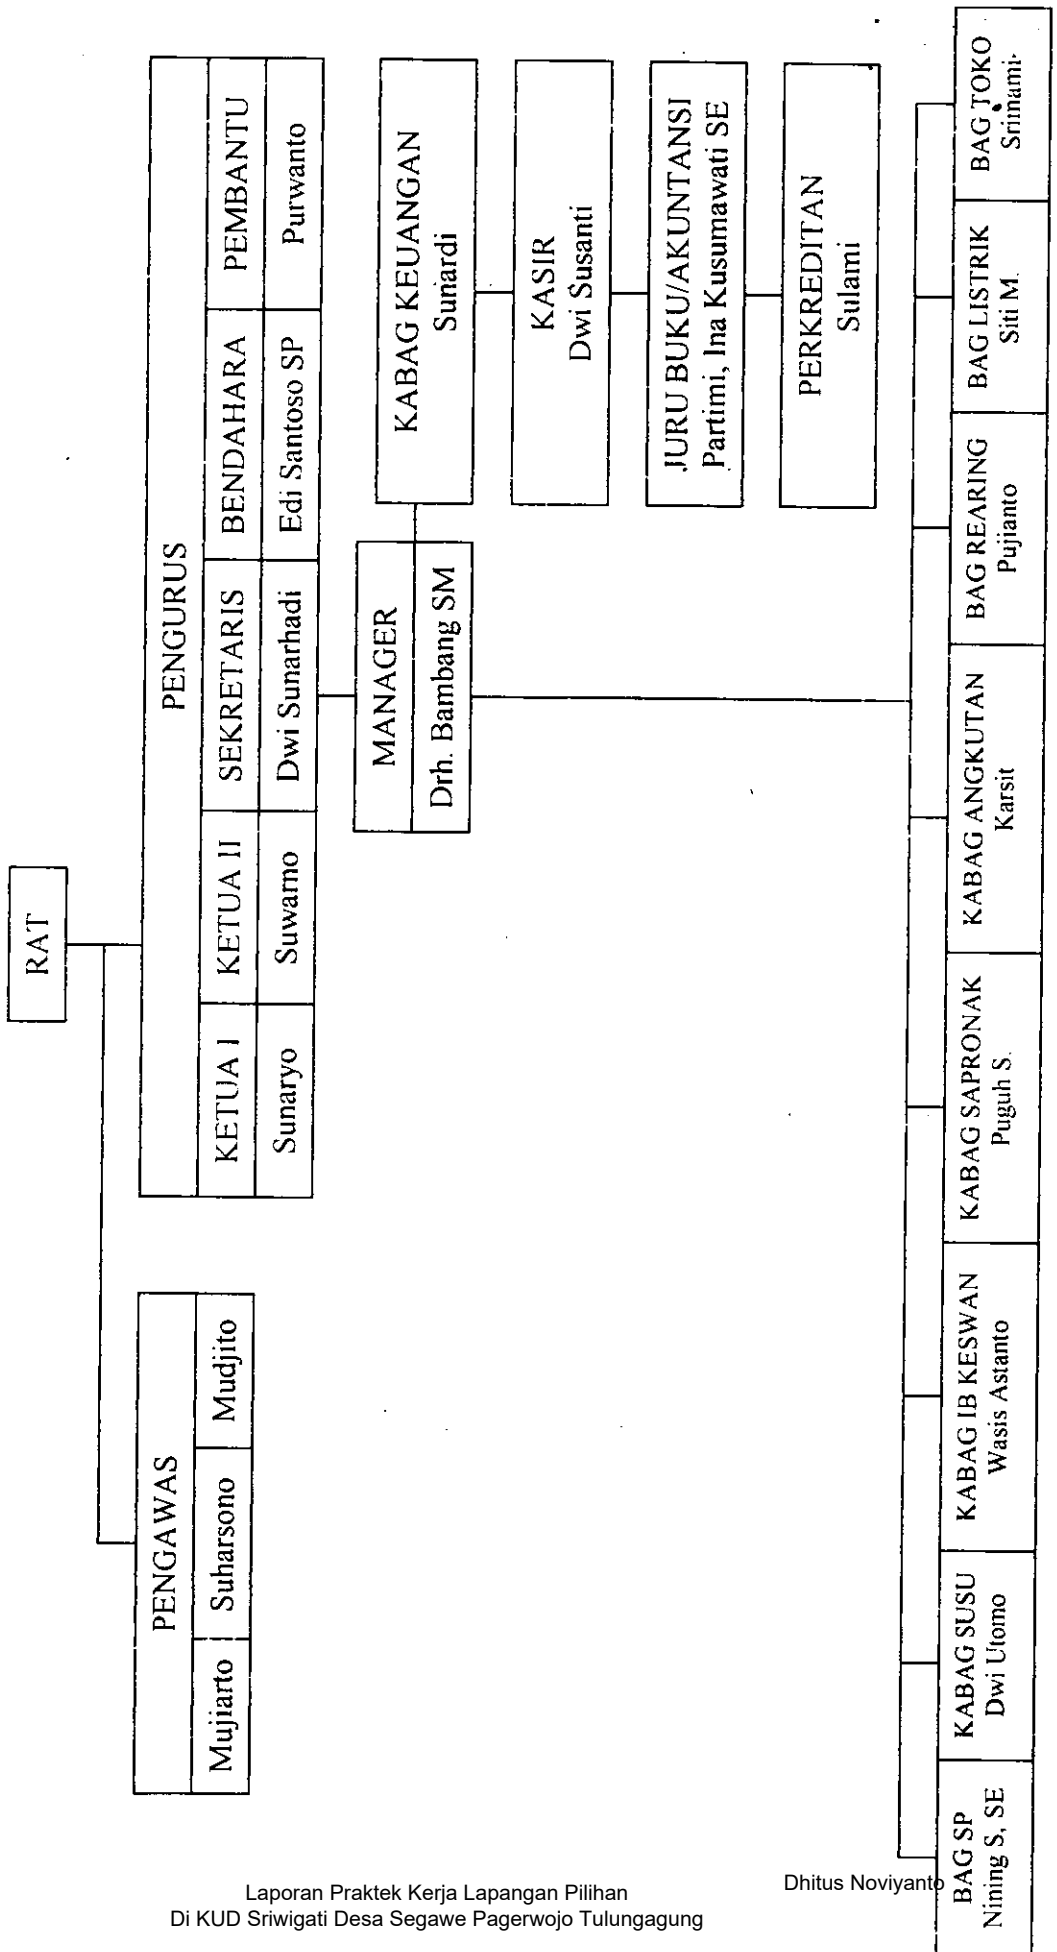 RAT
PENGAWAS
Mujiarto
Suharsono
Mudjito
PENGURUS
KETUA I
KETUA II
SEKRETARIS
BENDAHARA
PEMBANTU
Sunaryo
Suwarno
Dwi Sunarhadi
Edi Santoso SP
Purwanto
MANAGER
Drh. Bambang SM
KABAG KEUANGAN
Sunardi
KASIR
Dwi Susanti
JURU BUKU/AKUNTANSI
Partimi, Ina Kusumawati SE
PERKREDITAN
Sulami
BAG SP
Nining S, SE
KABAG SUSU
Dwi Utomo
KABAG IB KESWAN
Wasis Astanto
KABAG SAPRONAK
Puguh S.
KABAG ANGKUTAN
Karsit
BAG REARING
Pujianto
BAG LISTRIK
Siti M.
BAG TOKO
Srimami
Laporan Praktek Kerja Lapangan Pilihan
Di KUD Sriwigati Desa Segawe Pagerwojo Tulungagung
Dhitus Noviyanto